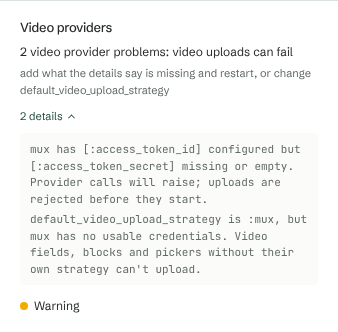 Video providers
2 video provider problems: video uploads can fail
add what the details say is missing and restart, or change
default_video_upload_strategy
2 details
mux has [:access_token_id] configured but
[:access_token_secret] missing or empty.
Provider calls will raise; uploads are
rejected before they start.
default_video_upload_strategy is :mux, but
mux has no usable credentials. Video
fields, blocks and pickers without their
own strategy can't upload.
Warning